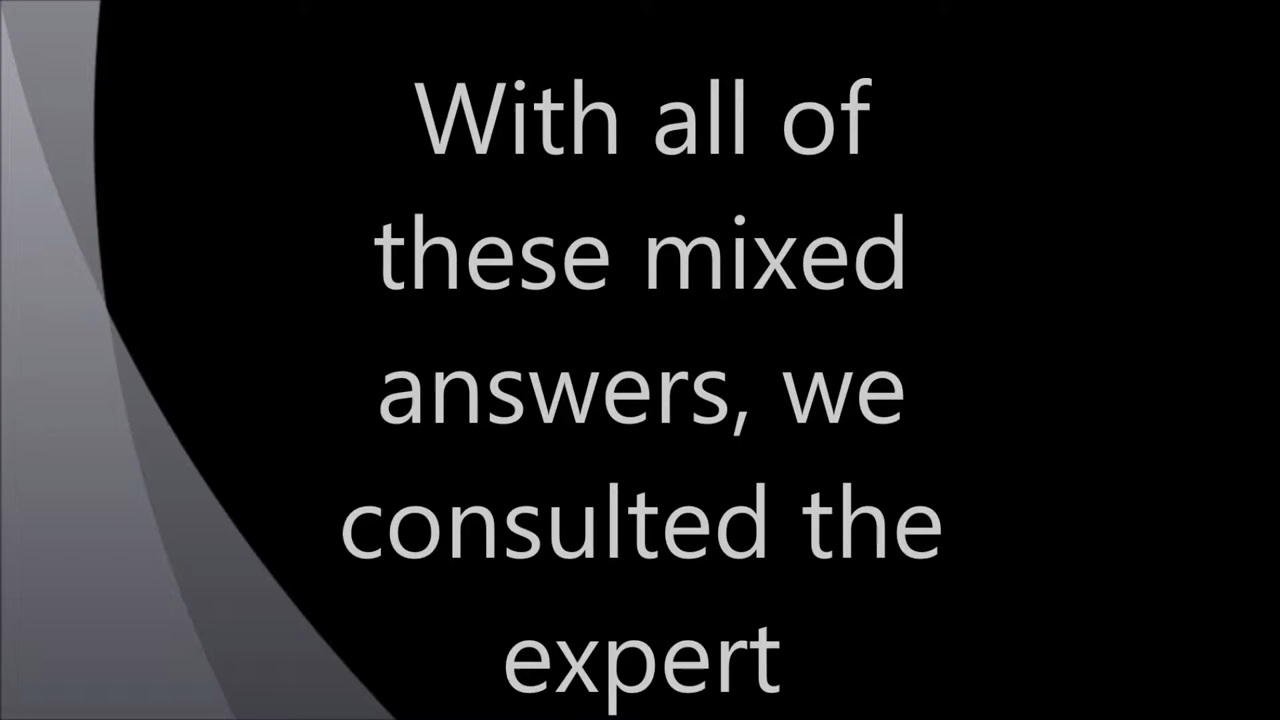 With all of
these mixed
answers, we
consulted the
expert